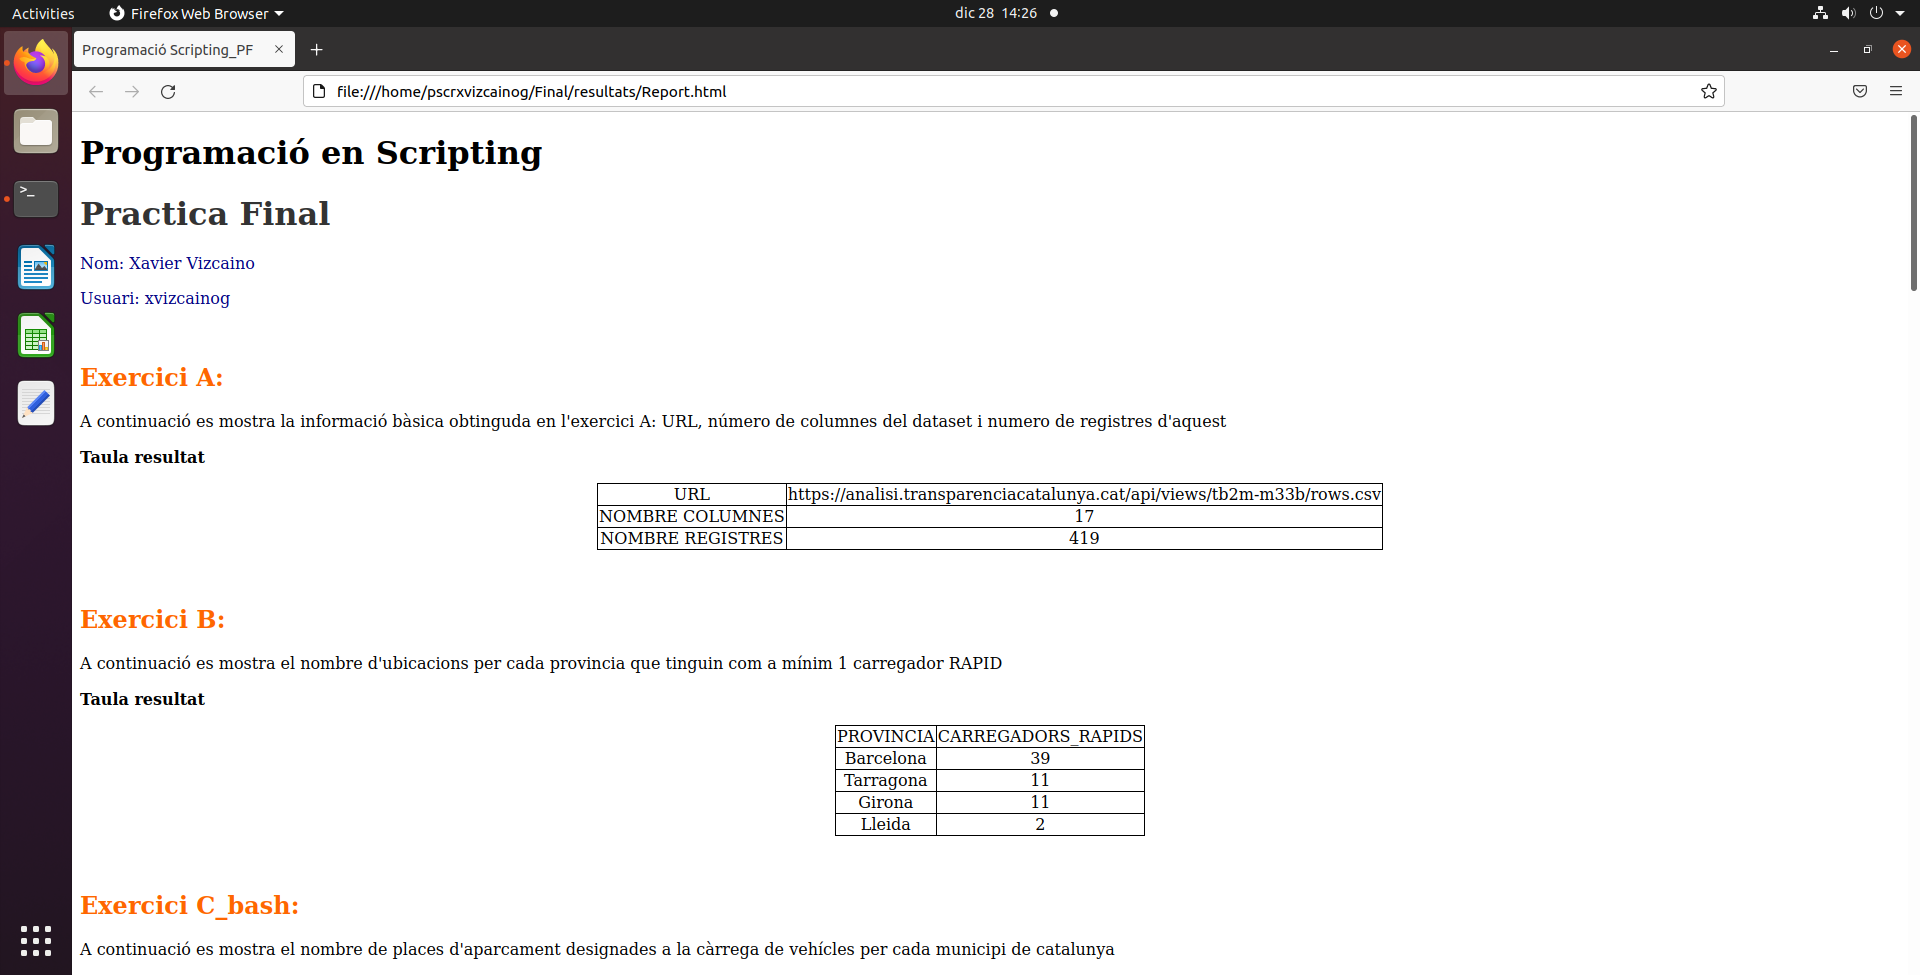 Activities
Firefox Web Browser
dic 28 14:26
Programació Scripting_PF
file:///home/pscrxvizcainog/Final/resultats/Report.html
Programació en Scripting
Practica Final
Nom: Xavier Vizcaino
Usuari: xvizcainog
Exercici A:
A continuació es mostra la informació bàsica obtinguda en l'exercici A: URL, número de columnes del dataset i numero de registres d'aquest
Taula resultat
URL https://analisi.transparenciacatalunya.cat/api/views/tb2m-m33b/rows.csv
NOMBRE COLUMNES 17
NOMBRE REGISTRES 419
Exercici B:
A continuació es mostra el nombre d'ubicacions per cada provincia que tinguin com a mínim 1 carregador RAPID
Taula resultat
PROVINCIA CARREGADORS_RAPIDS
Barcelona 39
Tarragona 11
Girona 11
Lleida 2
Exercici C_bash:
A continuació es mostra el nombre de places d'aparcament designades a la càrrega de vehícles per cada municipi de catalunya